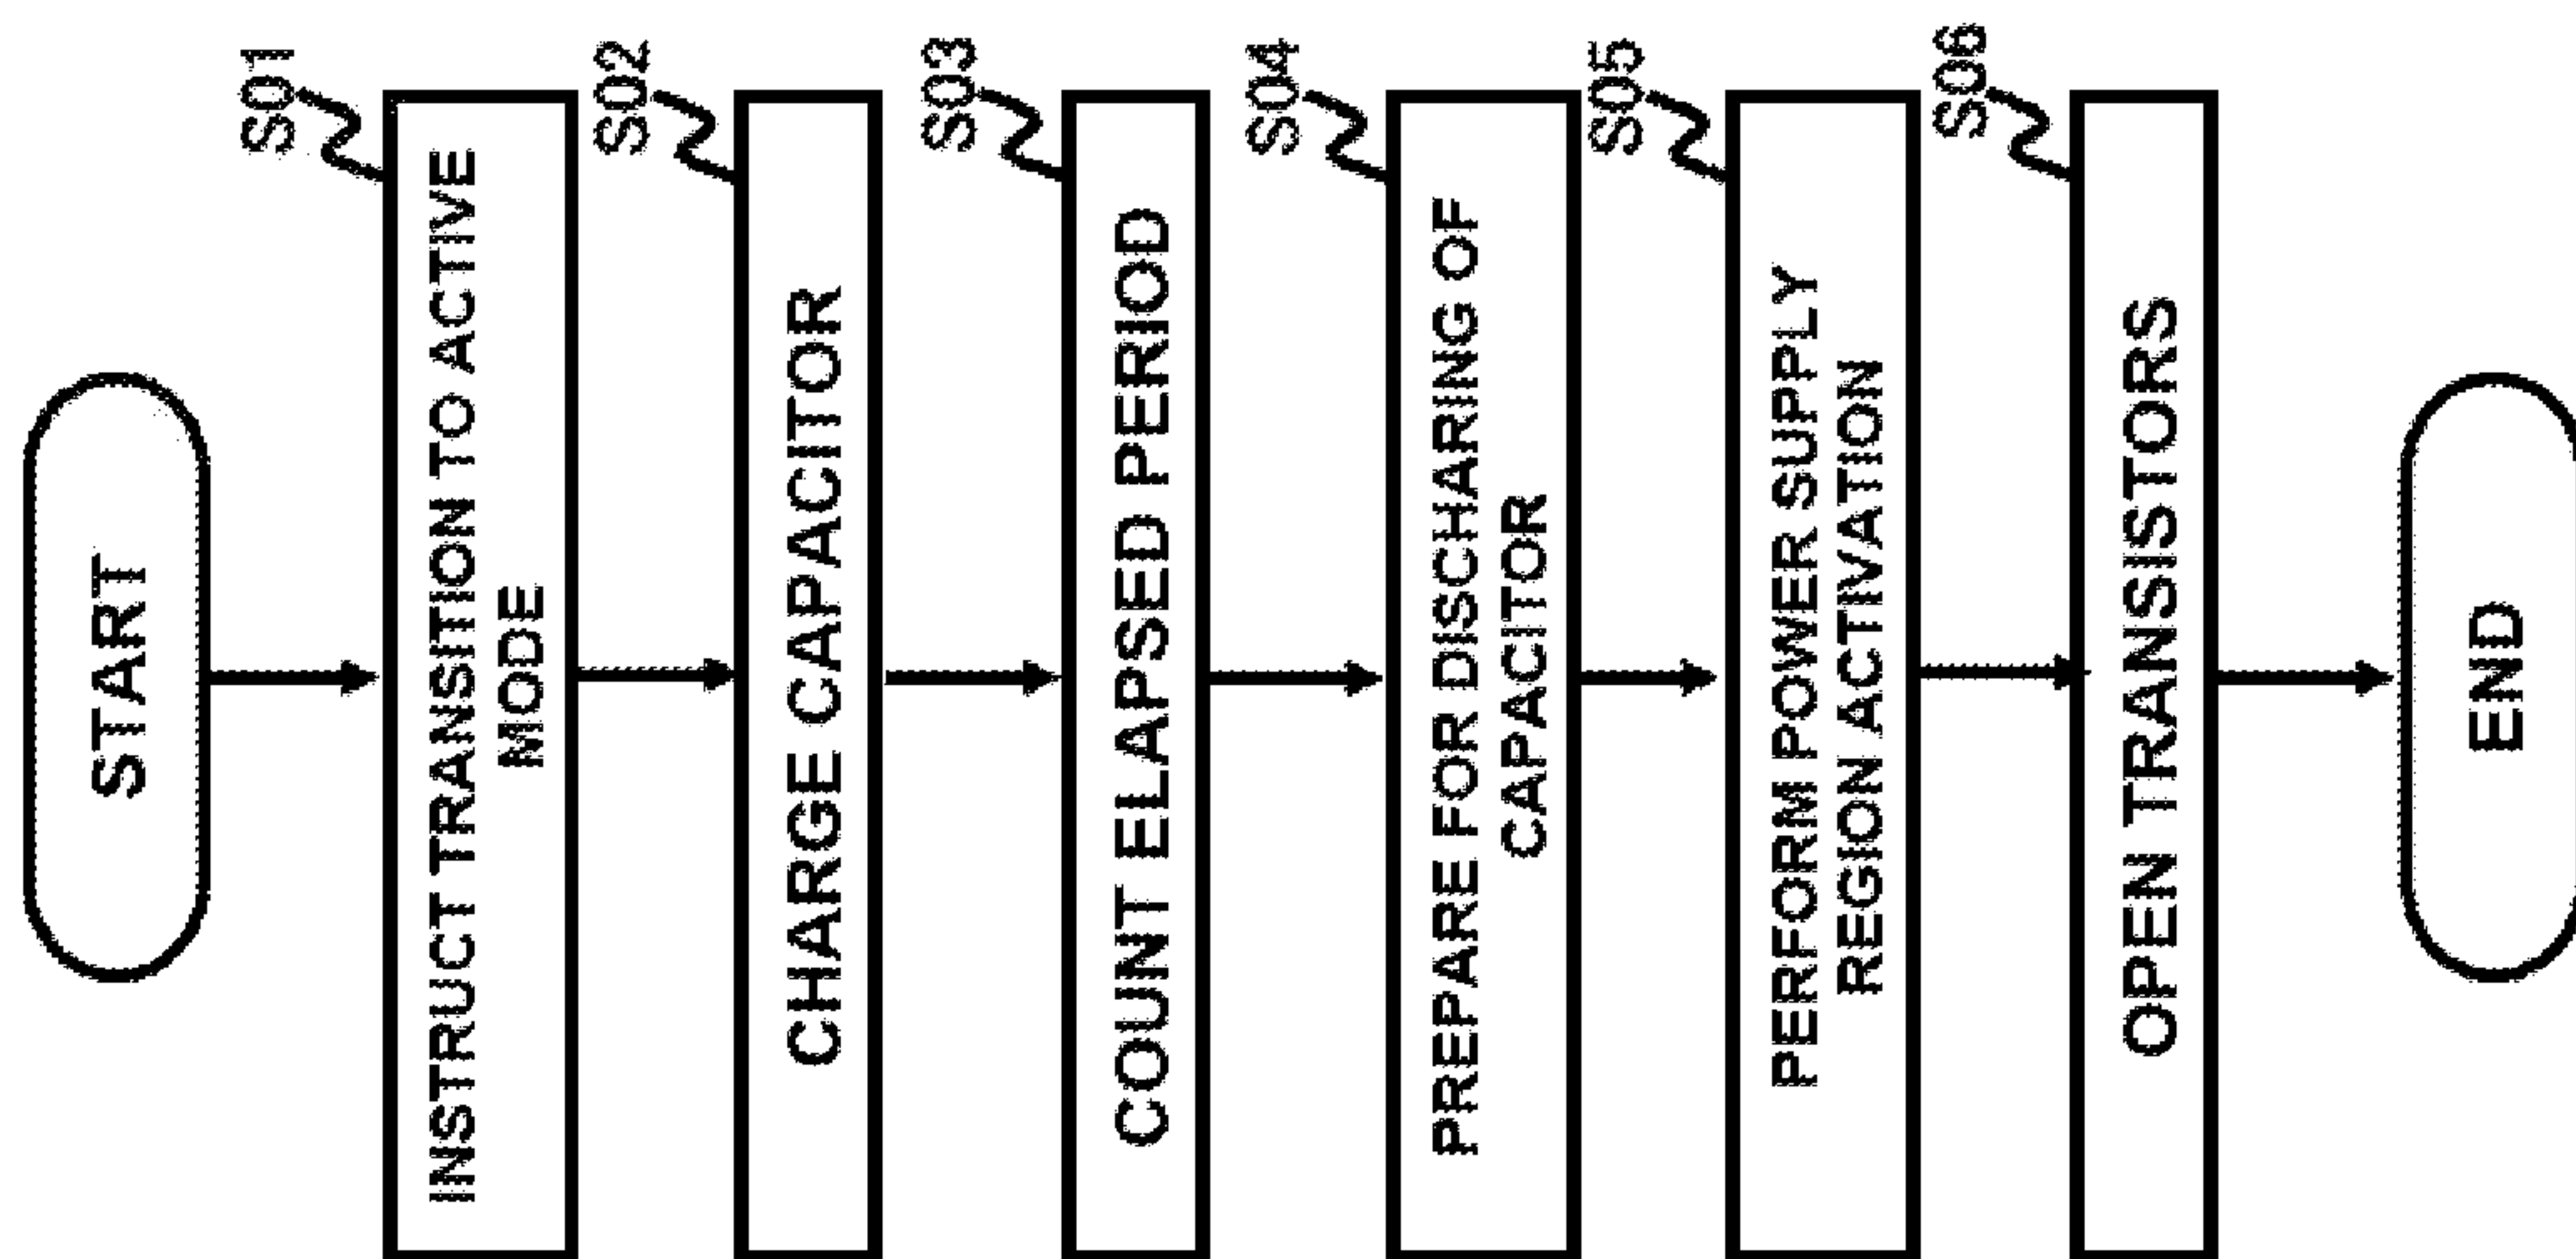 START
S01
INSTRUCT TRANSITION TO ACTIVE
MODE
S02
CHARGE CAPACITOR
S03
COUNT ELAPSED PERIOD
S04
PREPARE FOR DISCHARING OF
CAPACITOR
S05
PERFORM POWER SUPPLY
REGION ACTIVATION
S06
OPEN TRANSISTORS
END